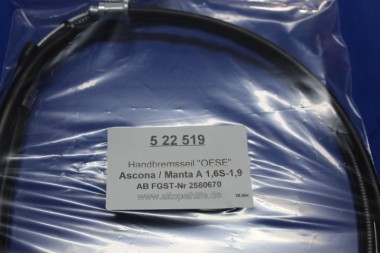 5 22 519
Handbremsseil "OESE"
Ascona / Manta A 1,6S-1,9
AB FGST-Nr 2560670
www.altopelhilfe.de